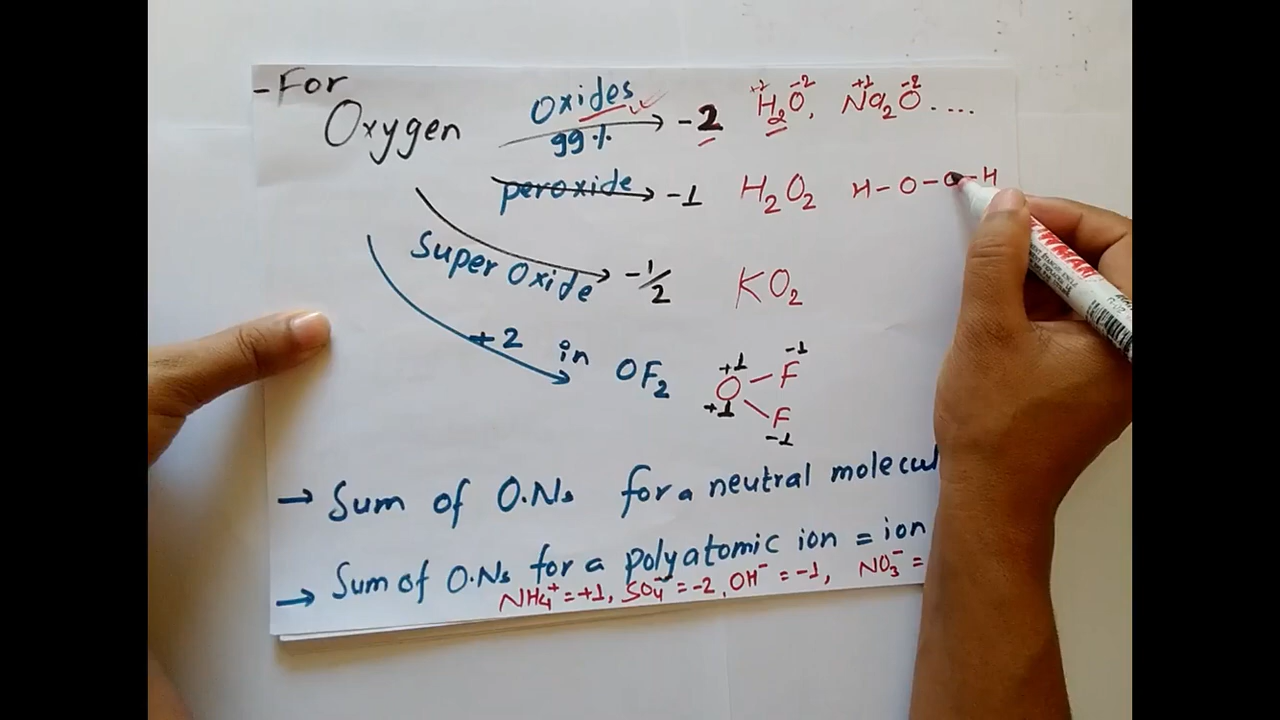 - For Oxygen
Oxides -2 H₂O, Na₂O ....
+1 -2 +1 -2
99%
peroxide -1 H₂O₂ H-O-O-H
Super Oxide -1/2 KO₂
+2 in OF₂
+1 O F -1
+1 F -1
→ Sum of O.Ns for a neutral molecul
→ Sum of O.Ns for a polyatomic ion = ion
NH₄⁺ = +1, SO₄⁻ = -2, OH⁻ = -1, NO₃⁻ =